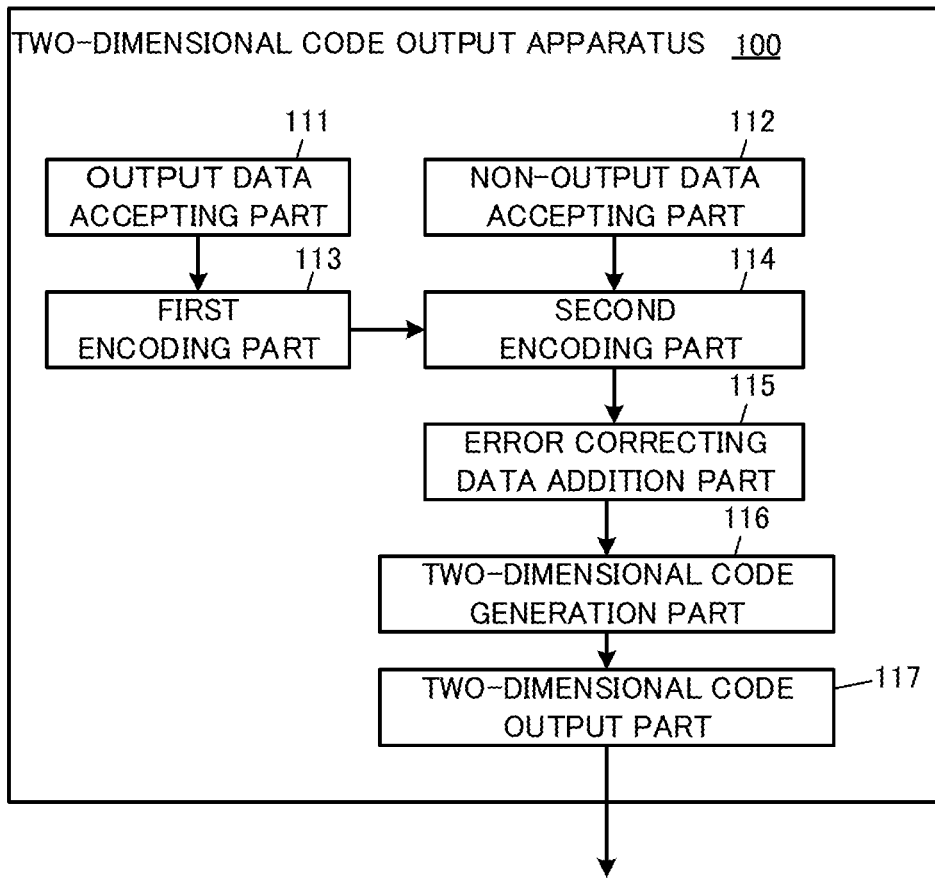 TWO-DIMENSIONAL CODE OUTPUT APPARATUS 100
111
OUTPUT DATA
ACCEPTING PART
112
NON-OUTPUT DATA
ACCEPTING PART
113
FIRST
ENCODING PART
114
SECOND
ENCODING PART
115
ERROR CORRECTING
DATA ADDITION PART
116
TWO-DIMENSIONAL CODE
GENERATION PART
117
TWO-DIMENSIONAL CODE
OUTPUT PART